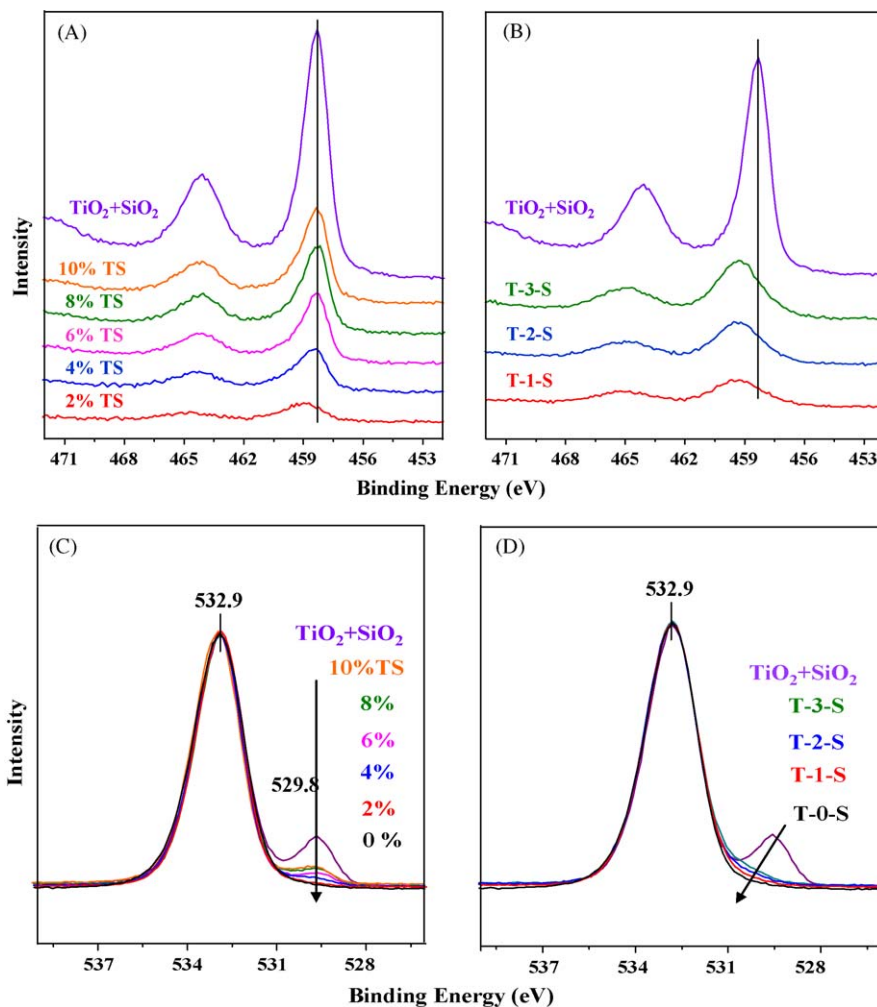 (A)
Intensity
TiO₂+SiO₂
10% TS
8% TS
6% TS
4% TS
2% TS
471 468 465 462 459 456 453
(B)
TiO₂+SiO₂
T-3-S
T-2-S
T-1-S
471 468 465 462 459 456 453
Binding Energy (eV)
(C)
Intensity
532.9
TiO₂+SiO₂
10%TS
8%
6%
529.8
4%
2%
0 %
537 534 531 528
Binding Energy (eV)
(D)
532.9
TiO₂+SiO₂
T-3-S
T-2-S
T-1-S
T-0-S
537 534 531 528
Binding Energy (eV)